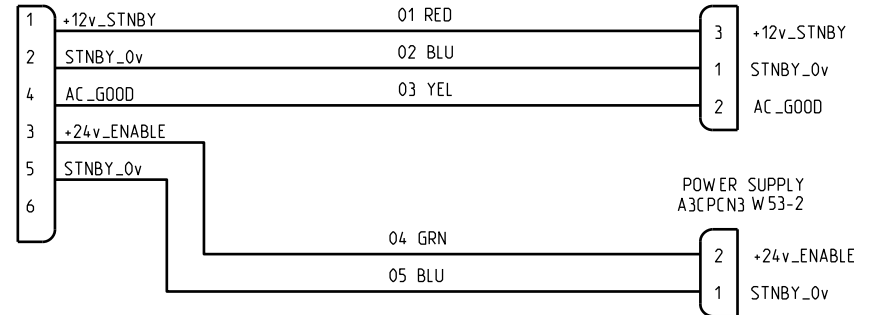 1 +12v_STNBY 01 RED 3 +12v_STNBY
2 STNBY_0v 02 BLU 1 STNBY_0v
4 AC_GOOD 03 YEL 2 AC_GOOD
3 +24v_ENABLE
5 STNBY_0v
6
POWER SUPPLY
A3CPCN3 W53-2
04 GRN 2 +24v_ENABLE
05 BLU 1 STNBY_0v